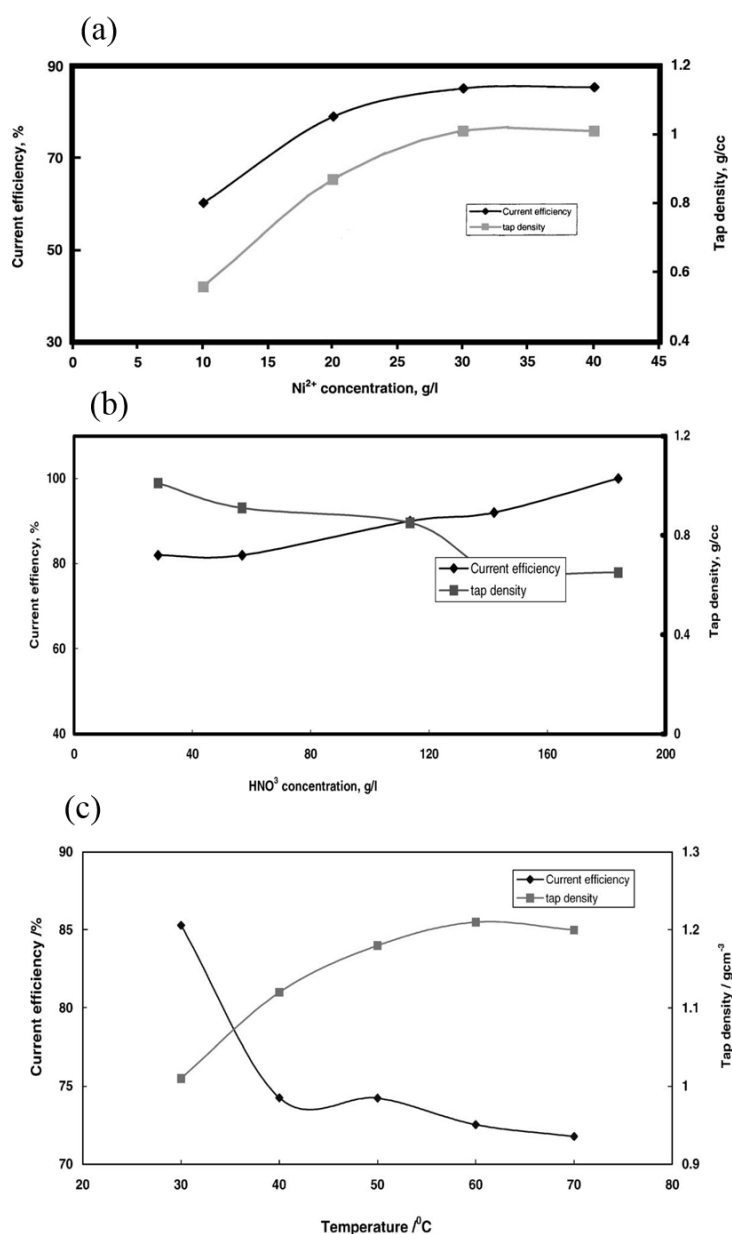 (a)
90
70
50
30
1.2
1
0.8
0.6
0.4
Current efficiency, %
Tap density, g/cc
Current efficiency
tap density
0 5 10 15 20 25 30 35 40 45
Ni²⁺ concentration, g/l
(b)
100
80
60
40
1.2
0.8
0.4
0
Current effiency, %
Tap density, g/cc
Current efficiency
tap density
0 40 80 120 160 200
HNO³ concentration, g/l
(c)
90
85
80
75
70
1.3
1.2
1.1
1
0.9
Current efficiency /%
Tap density / gcm⁻³
Current efficiency
tap density
20 30 40 50 60 70 80
Temperature /⁰C